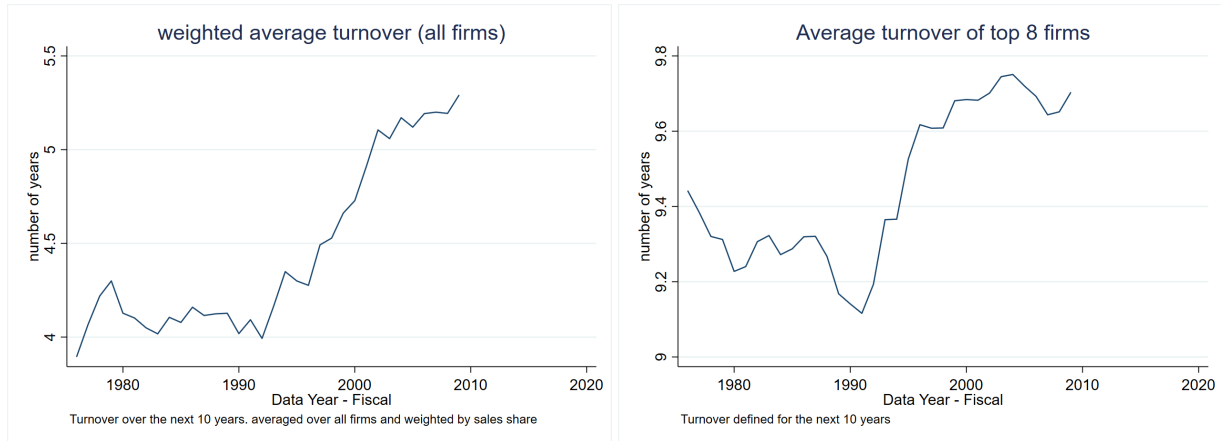 weighted average turnover (all firms)
5.5
5
4.5
4
number of years
1980 1990 2000 2010 2020
Data Year - Fiscal
Turnover over the next 10 years. averaged over all firms and weighted by sales share
Average turnover of top 8 firms
9.8
9.6
9.4
9.2
9
number of years
1980 1990 2000 2010 2020
Data Year - Fiscal
Turnover defined for the next 10 years